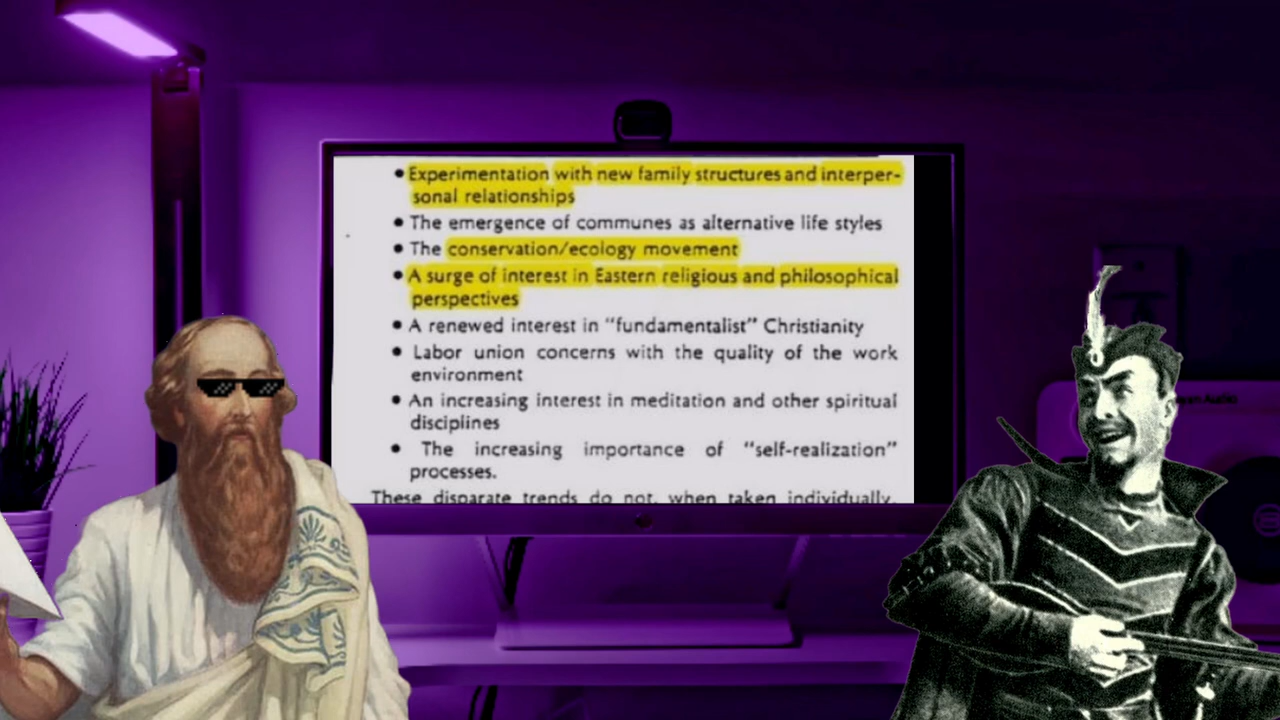 • Experimentation with new family structures and interper-
sonal relationships
• The emergence of communes as alternative life styles
• The conservation/ecology movement
• A surge of interest in Eastern religious and philosophical
perspectives
• A renewed interest in "fundamentalist" Christianity
• Labor union concerns with the quality of the work
environment
• An increasing interest in meditation and other spiritual
disciplines
• The increasing importance of "self-realization"
processes.
These disparate trends do not, when taken individually,
Audio